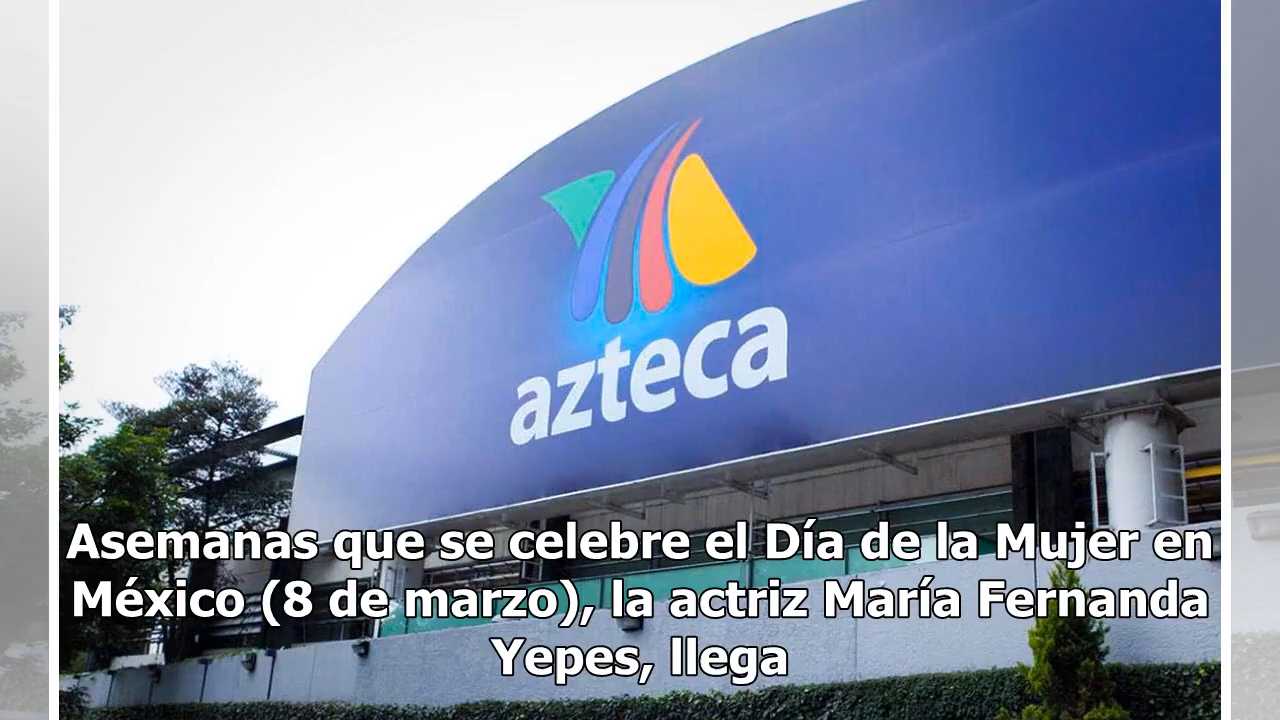 azteca
Asemanas que se celebre el Día de la Mujer en
México (8 de marzo), la actriz María Fernanda
Yepes, llega